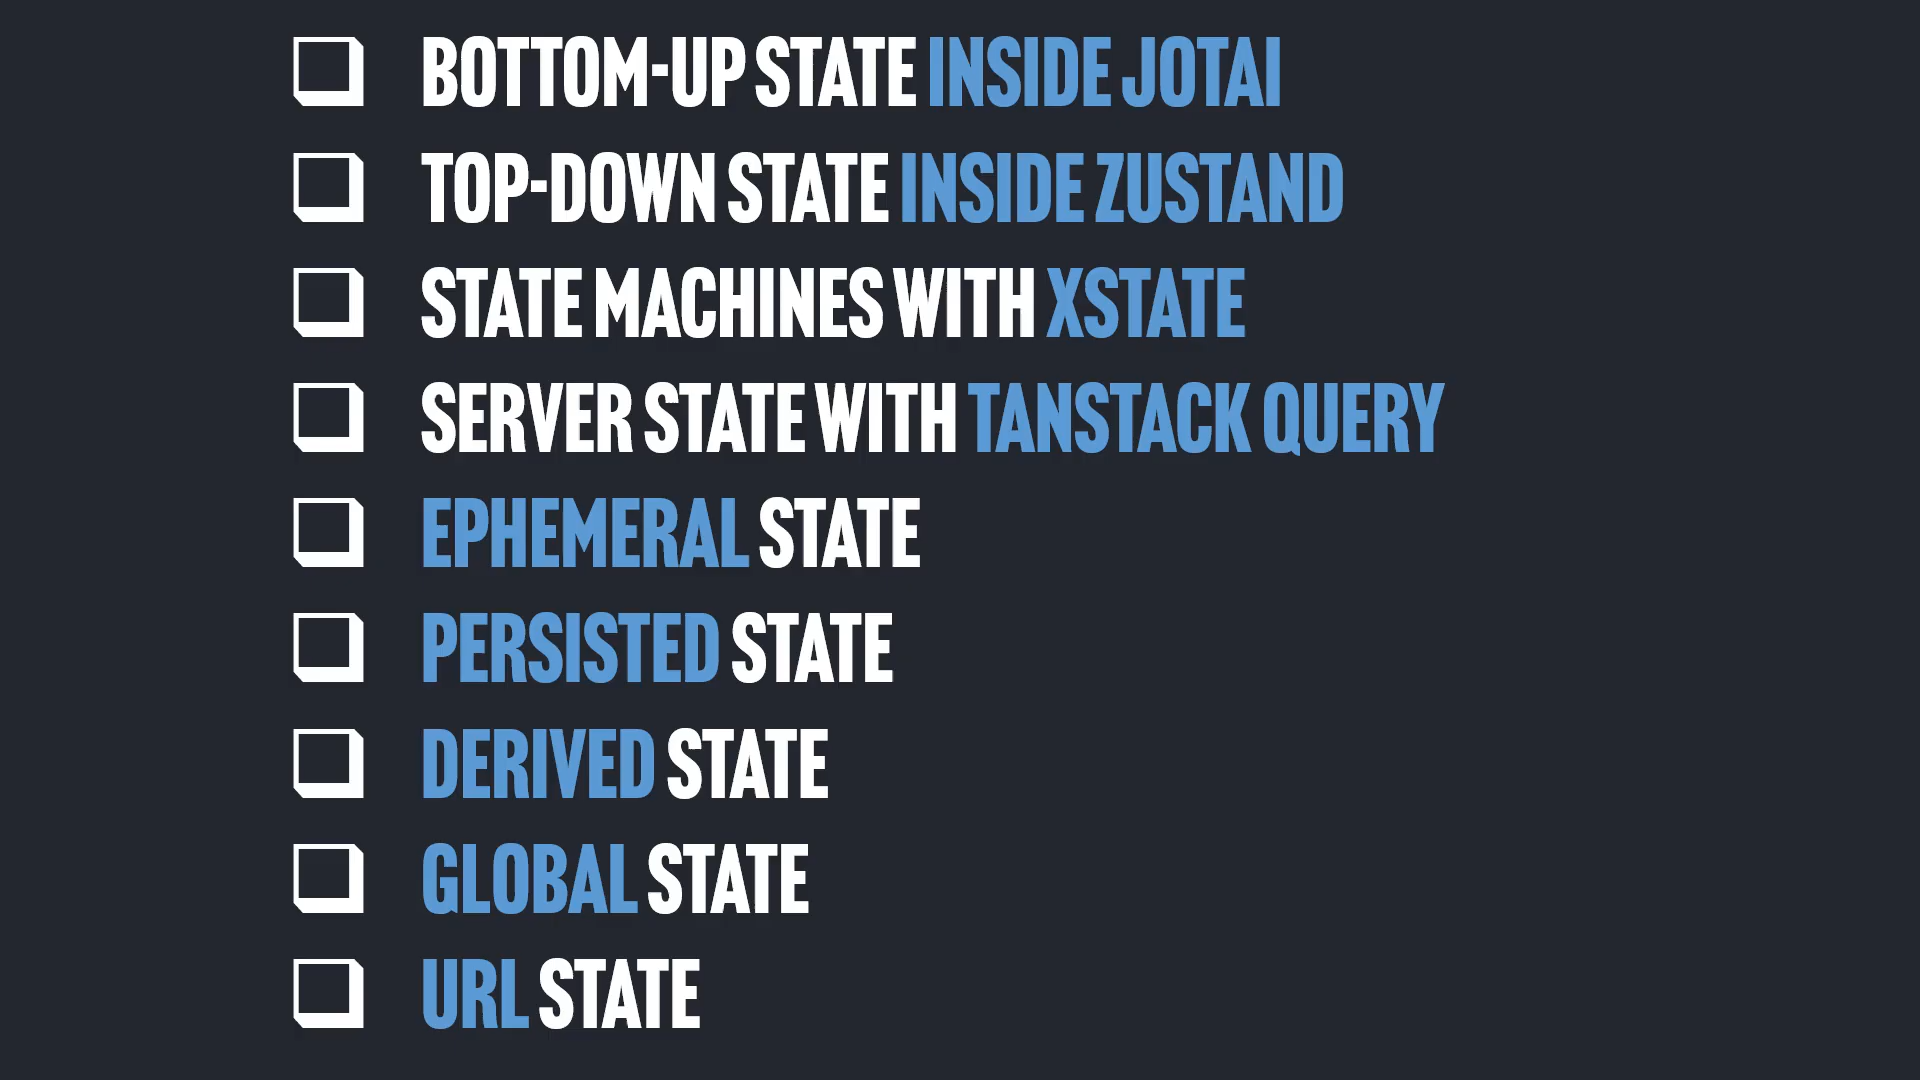 BOTTOM-UP STATE INSIDE JOTAI
TOP-DOWN STATE INSIDE ZUSTAND
STATE MACHINES WITH XSTATE
SERVER STATE WITH TANSTACK QUERY
EPHEMERAL STATE
PERSISTED STATE
DERIVED STATE
GLOBAL STATE
URL STATE